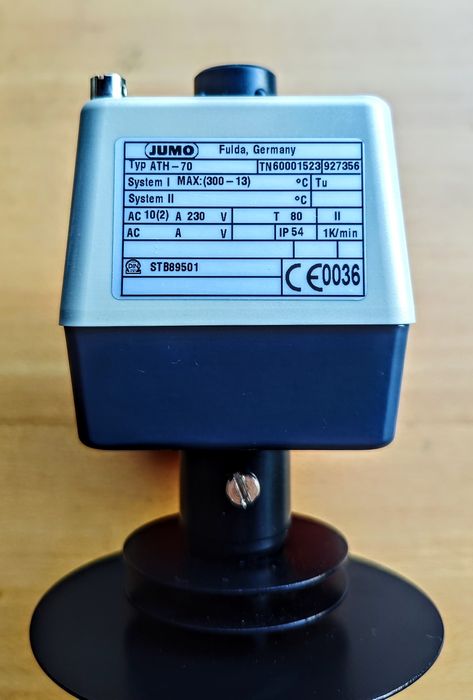 JUMO Fulda, Germany
Typ ATH-70 TN60001523 927356
System I MAX:(300-13) °C Tu
System II °C
AC 10(2) A 230 V T 80 II
AC A V IP 54 1K/min
DIN STB89501 CE0036